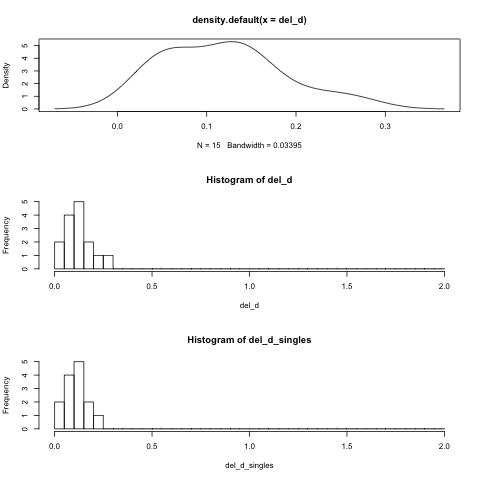 density.default(x = del_d)
Density
0 1 2 3 4 5
0.0 0.1 0.2 0.3
N = 15 Bandwidth = 0.03395
Histogram of del_d
Frequency
0 1 2 3 4 5
0.0 0.5 1.0 1.5 2.0
del_d
Histogram of del_d_singles
Frequency
0 1 2 3 4 5
0.0 0.5 1.0 1.5 2.0
del_d_singles